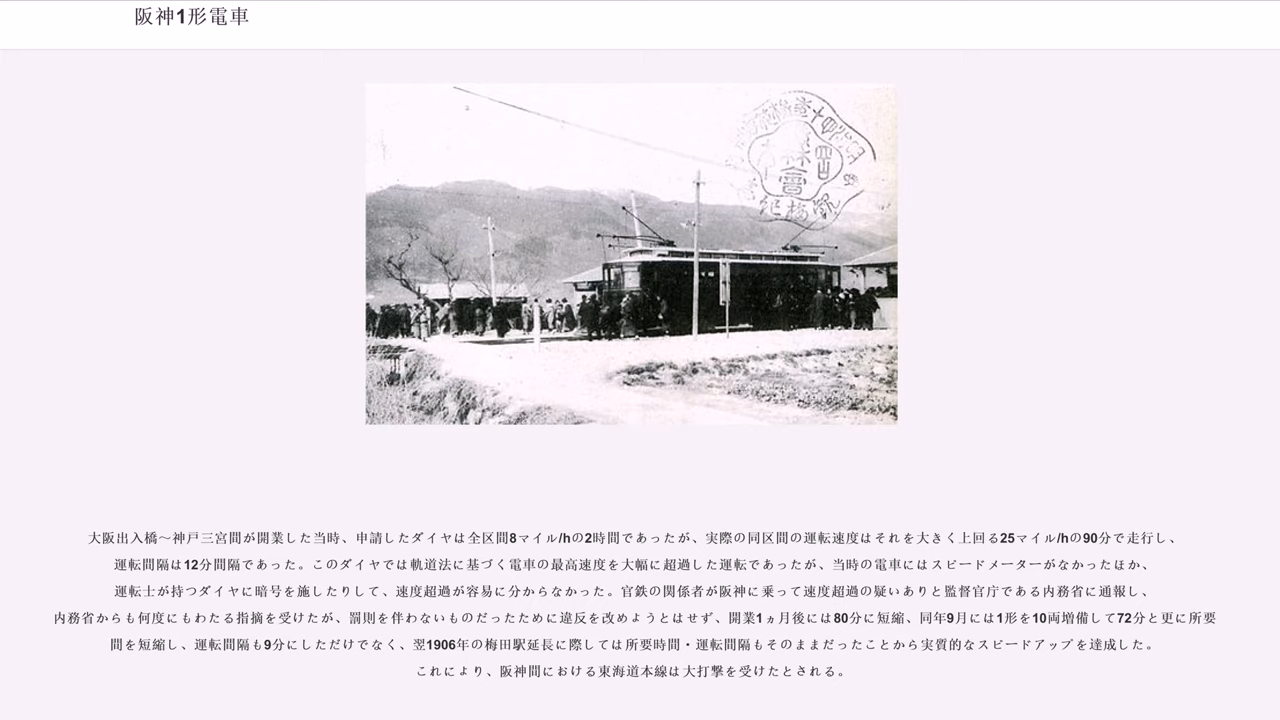 阪神1形電車
大阪出入橋〜神戸三宮間が開業した当時、申請したダイヤは全区間8マイル/hの2時間であったが、実際の同区間の運転速度はそれを大きく上回る25マイル/hの90分で走行し、
運転間隔は12分間隔であった。このダイヤでは軌道法に基づく電車の最高速度を大幅に超過した運転であったが、当時の電車にはスピードメーターがなかったほか、
運転士が持つダイヤに暗号を施したりして、速度超過が容易に分からなかった。官鉄の関係者が阪神に乗って速度超過の疑いありと監督官庁である内務省に通報し、
内務省からも何度にもわたる指摘を受けたが、罰則を伴わないものだったために違反を改めようとはせず、開業1ヵ月後には80分に短縮、同年9月には1形を10両増備して72分と更に所要
間を短縮し、運転間隔も9分にしただけでなく、翌1906年の梅田駅延長に際しては所要時間・運転間隔もそのままだったことから実質的なスピードアップを達成した。
これにより、阪神間における東海道本線は大打撃を受けたとされる。